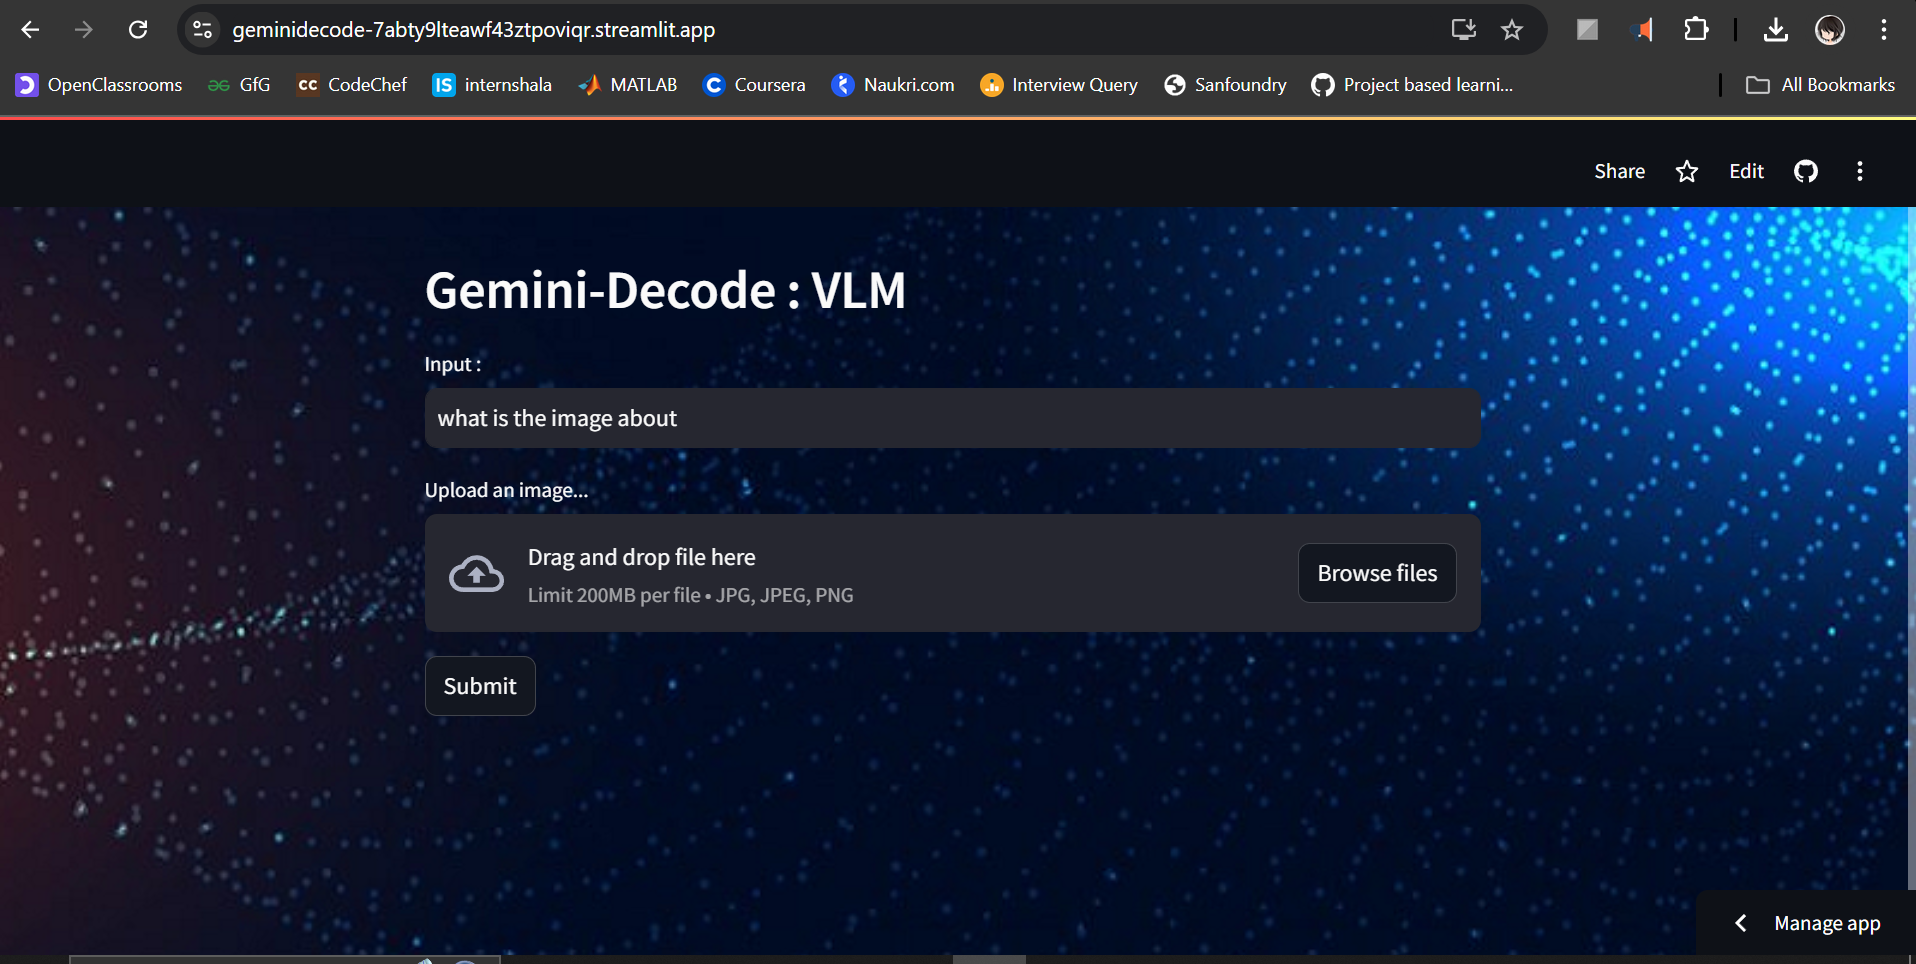 geminidecode-7abty9lteawf43ztpoviqr.streamlit.app
OpenClassrooms GfG CC CodeChef IS internshala MATLAB C Coursera Naukri.com Interview Query Sanfoundry Project based learni... All Bookmarks
Share Edit
Gemini-Decode : VLM
Input :
what is the image about
Upload an image...
Drag and drop file here
Limit 200MB per file • JPG, JPEG, PNG
Browse files
Submit
Manage app